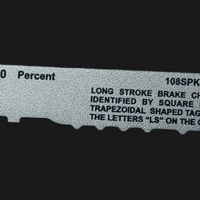 0 Percent 108SPK
LONG STROKE BRAKE CH
IDENTIFIED BY SQUARE
TRAPEZOIDAL SHAPED TAG
THE LETTERS "LS" ON THE